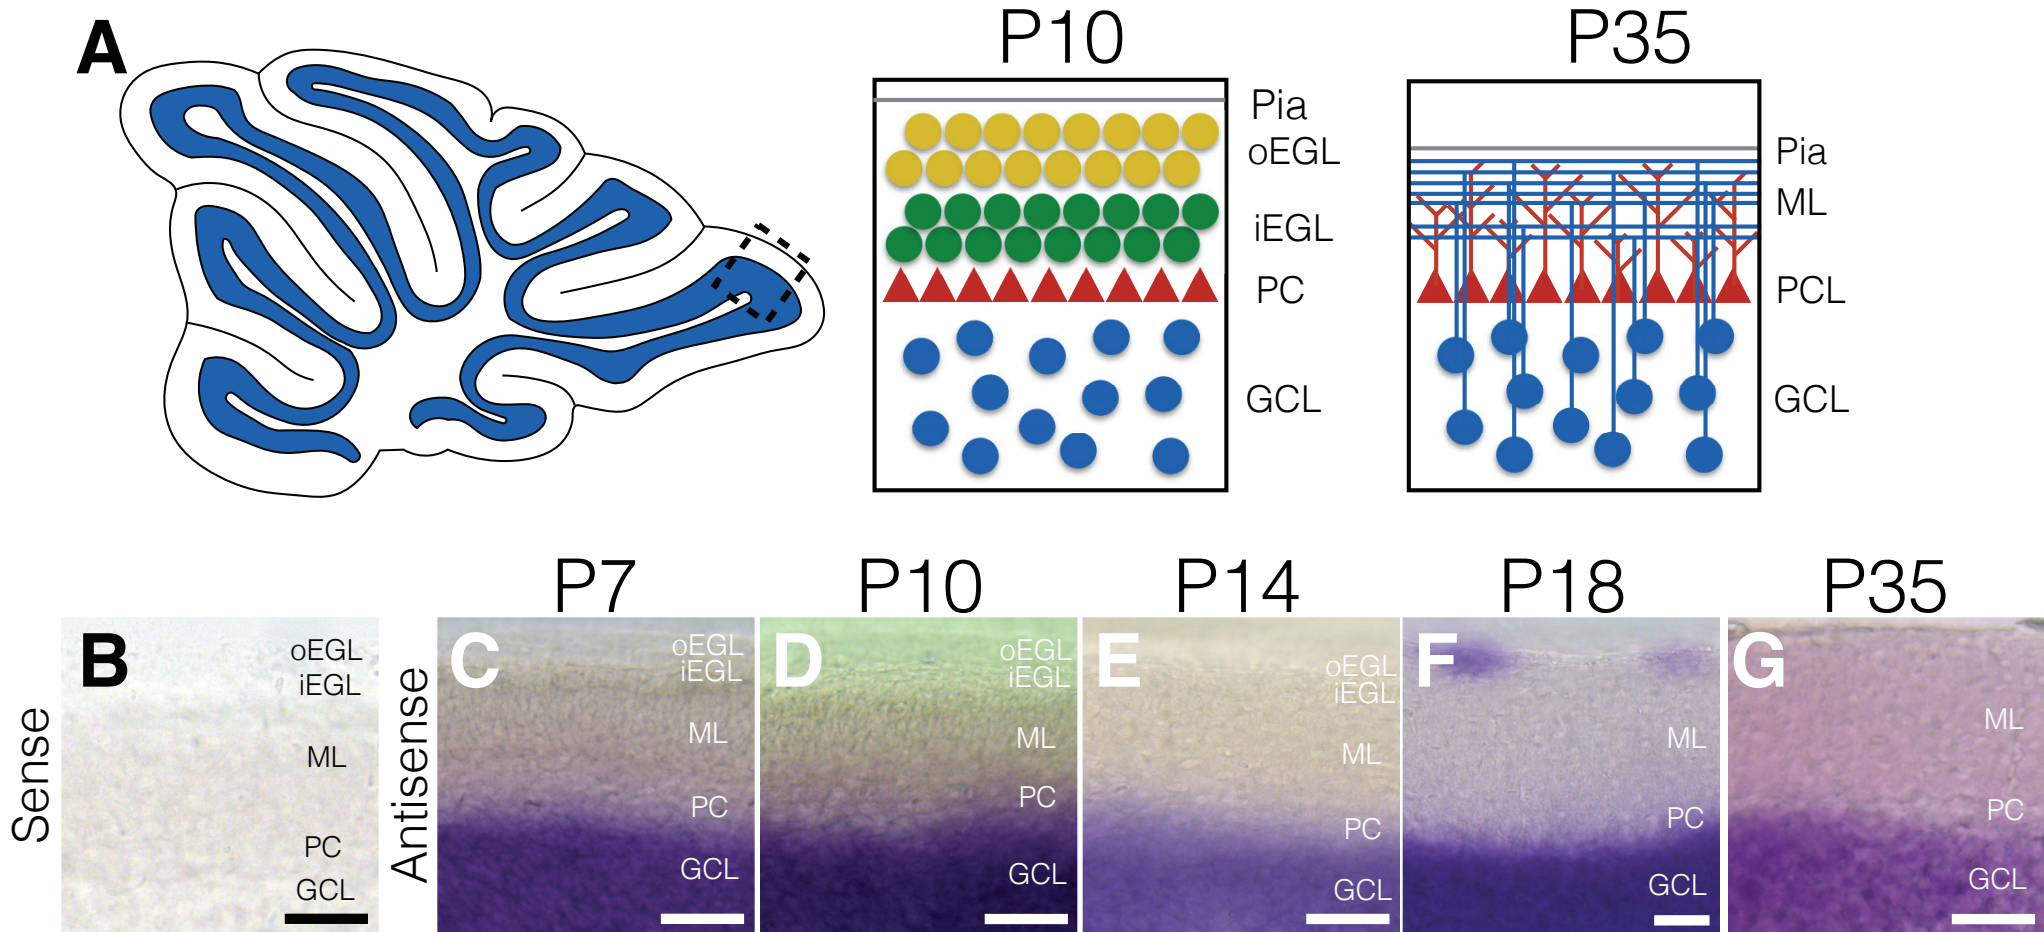 A
P10
Pia
oEGL
iEGL
PC
GCL
P35
Pia
ML
PCL
GCL
Sense
B
oEGL
iEGL
ML
PC
GCL
Antisense
P7
C
oEGL
iEGL
ML
PC
GCL
P10
D
oEGL
iEGL
ML
PC
GCL
P14
E
oEGL
iEGL
ML
PC
GCL
P18
F
ML
PC
GCL
P35
G
ML
PC
GCL